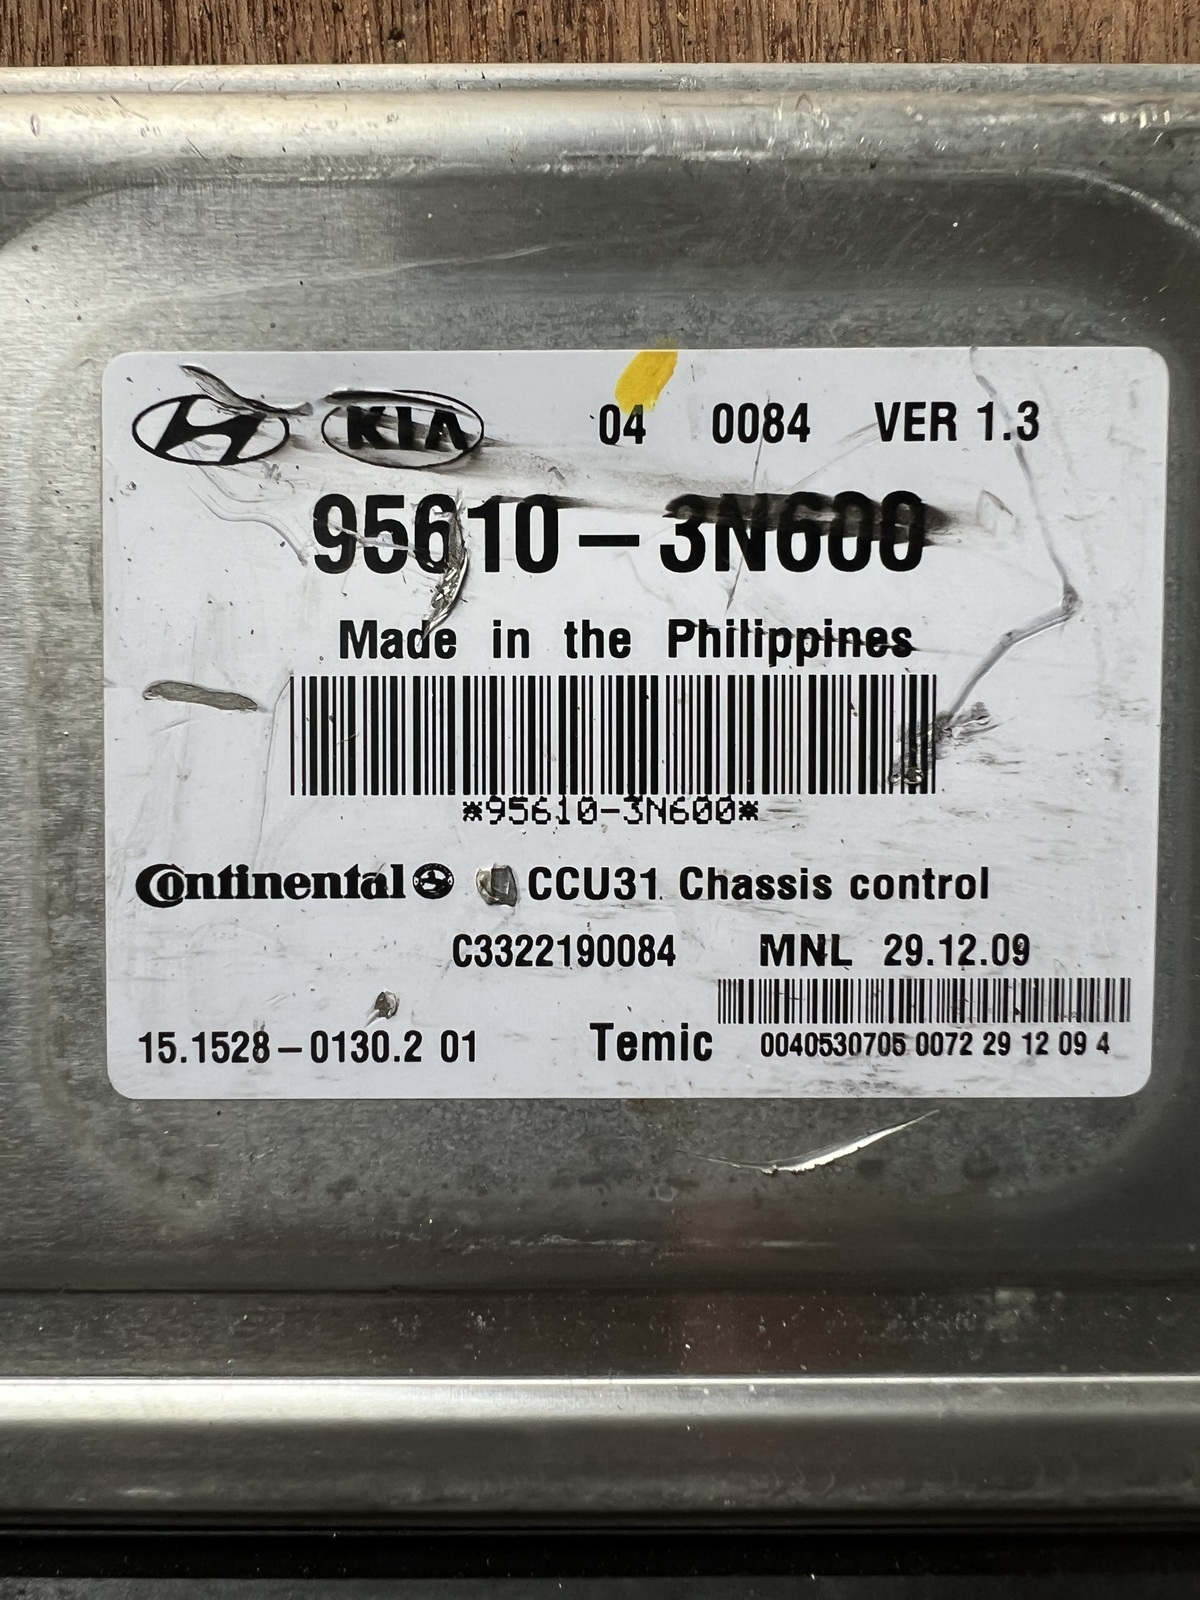 KIA 04 0084 VER 1.3
95610-3N600
Made in the Philippines
*95610-3N600*
Continental CCU31 Chassis control
C3322190084 MNL 29.12.09
15.1528-0130.2 01 Temic 0040530705 0072 29 12 09 4